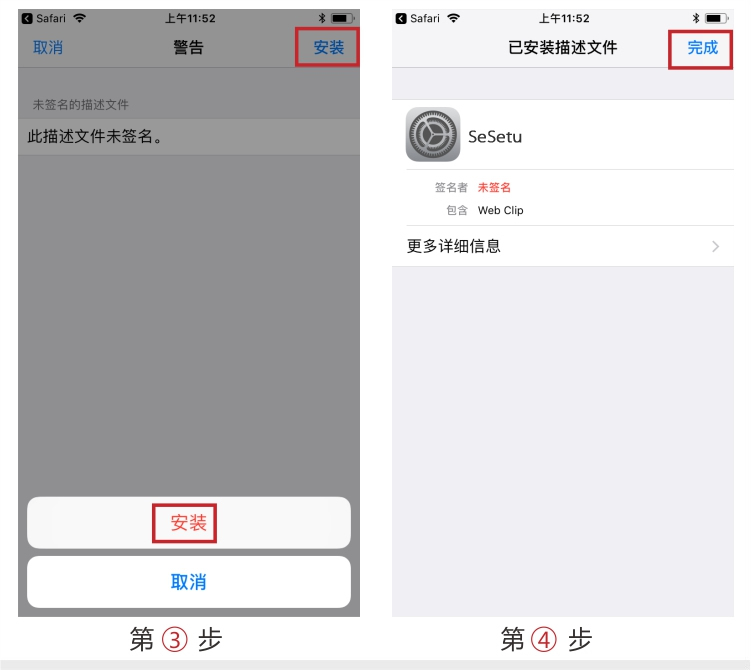 Safari 上午11:52
取消 警告 安装
未签名的描述文件
此描述文件未签名。
安装
取消
第③步
Safari 上午11:52
已安装描述文件 完成
SeSetu
签名者 未签名
包含 Web Clip
更多详细信息
第④步